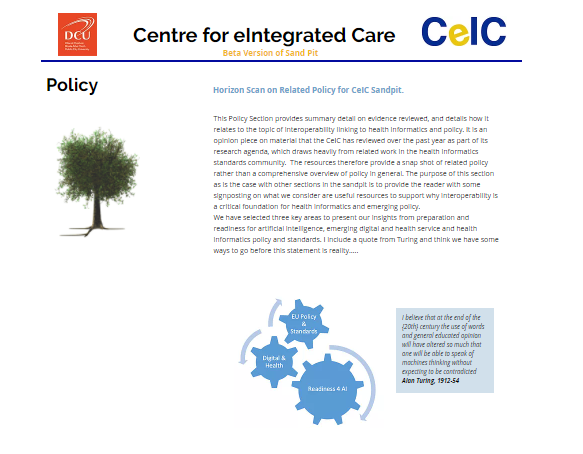 DCU
Centre for eIntegrated Care
Beta Version of Sand Pit
CeIC
Policy
Horizon Scan on Related Policy for CeIC Sandpit.
This Policy Section provides summary detail on evidence reviewed, and details how it
relates to the topic of interoperability linking to health informatics and policy. It is an
opinion piece on material that the CeIC has reviewed over the past year as part of its
research agenda, which draws heavily from related work in the health informatics
standards community. The resources therefore provide a snap shot of related policy
rather than a comprehensive overview of policy in general. The purpose of this section
as is the case with other sections in the sandpit is to provide the reader with some
signposting on what we consider are useful resources to support why interoperability is
a critical foundation for health informatics and emerging policy.
We have selected three key areas to present our insights from preparation and
readiness for artificial intelligence, emerging digital and health service and health
informatics policy and standards. I include a quote from Turing and think we have some
ways to go before this statement is reality.....
EU Policy
&
Standards
Digital &
Health
Readiness 4 AI
I believe that at the end of the
(20th) century the use of words
and general educated opinion
will have altered so much that
one will be able to speak of
machines thinking without
expecting to be contradicted
Alan Turing, 1912-54